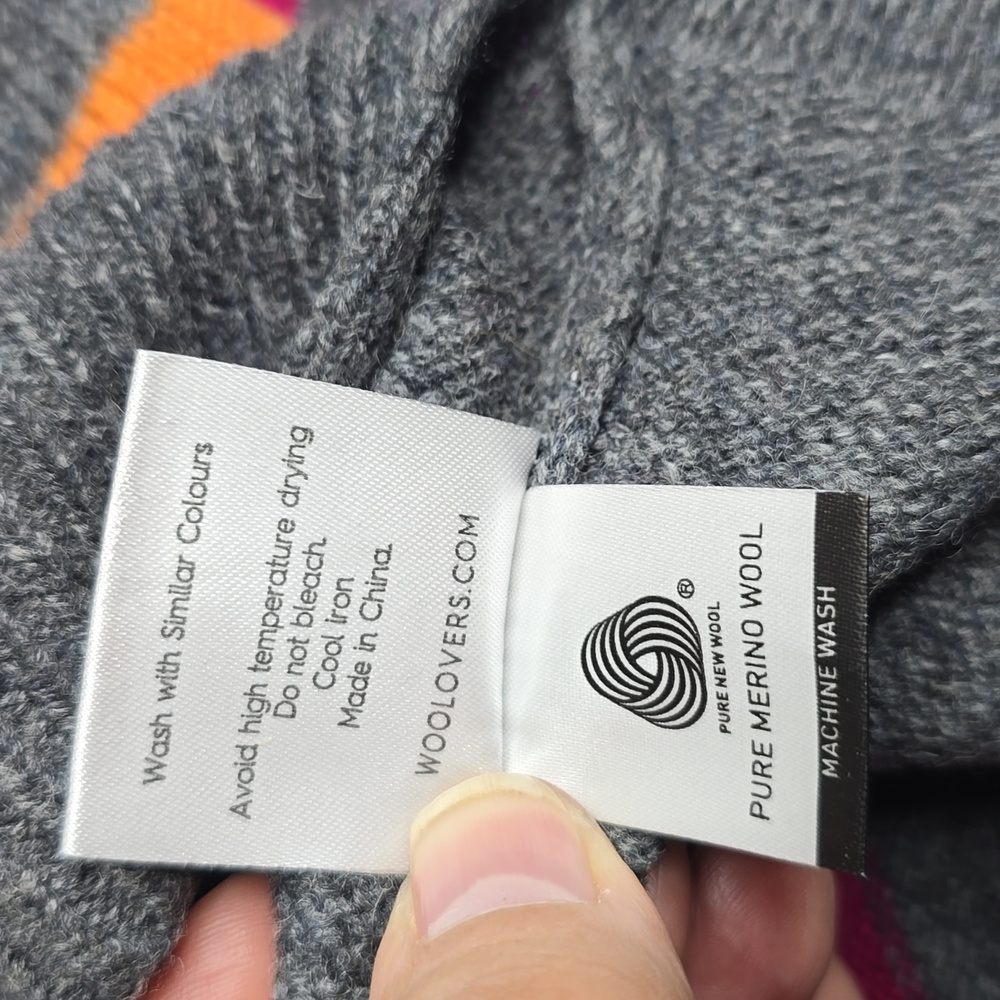 Wash with Similar Colours
Avoid high temperature drying
Do not bleach.
Cool iron
Made in China.
WOOLOVERS.COM
®
PURE NEW WOOL
PURE MERINO WOOL
MACHINE WASH